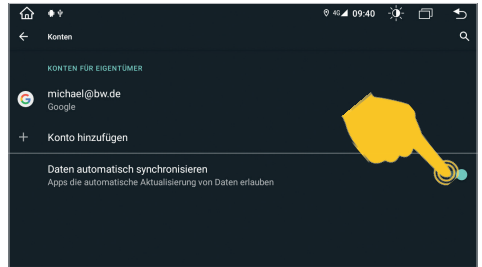 4G 09:40
Konten
KONTEN FÜR EIGENTÜMER
michael@bw.de
Google
Konto hinzufügen
Daten automatisch synchronisieren
Apps die automatische Aktualisierung von Daten erlauben